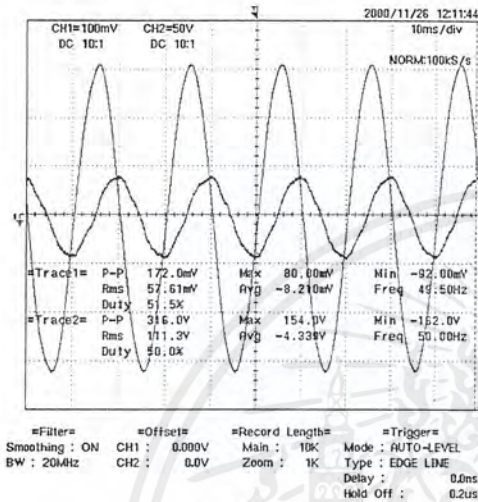 2000/11/26 12:11:44
CH1=100mV CH2=50V 10ms/div
DC 10:1 DC 10:1
NORM:100kS/s
=Trace1= P-P 172.0mV Max 80.00mV Min -92.00mV
Rms 57.61mV Avg -8.210mV Freq 49.50Hz
Duty 51.5%
=Trace2= P-P 316.0V Max 154.0V Min -162.0V
Rms 111.3V Avg -4.339V Freq 50.00Hz
Duty 50.0%
=Filter= =Offset= =Record Length= =Trigger=
Smoothing : ON CH1 : 0.000V Main : 10K Mode : AUTO-LEVEL
BW : 20MHz CH2 : 0.0V Zoom : 1K Type : EDGE LINE
Delay : 0.0ns
Hold Off : 0.2us